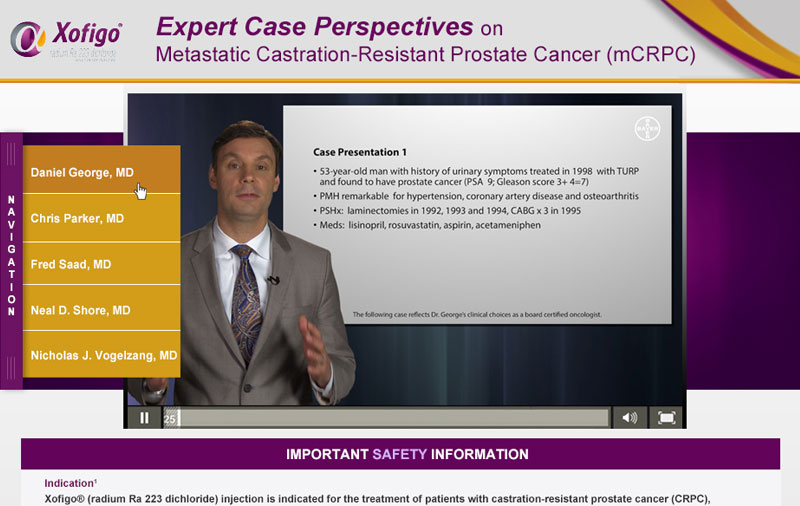 Xofigo®
radium Ra 223 dichloride
Expert Case Perspectives on
Metastatic Castration-Resistant Prostate Cancer (mCRPC)
NAVIGATION
Daniel George, MD
Chris Parker, MD
Fred Saad, MD
Neal D. Shore, MD
Nicholas J. Vogelzang, MD
BAYER
Case Presentation 1
• 53-year-old man with history of urinary symptoms treated in 1998 with TURP
and found to have prostate cancer (PSA 9; Gleason score 3+ 4=7)
• PMH remarkable for hypertension, coronary artery disease and osteoarthritis
• PSHx: laminectomies in 1992, 1993 and 1994, CABG x 3 in 1995
• Meds: lisinopril, rosuvastatin, aspirin, acetameniphen
The following case reflects Dr. George's clinical choices as a board certified oncologist.
25
IMPORTANT SAFETY INFORMATION
Indication¹
Xofigo® (radium Ra 223 dichloride) injection is indicated for the treatment of patients with castration-resistant prostate cancer (CRPC),